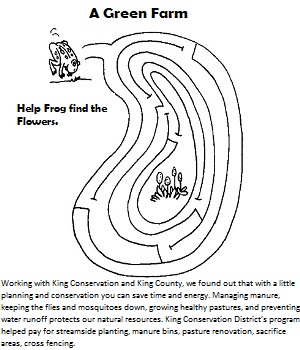 A Green Farm
Help Frog find the
Flowers.
Working with King Conservation and King County, we found out that with a little
planning and conservation you can save time and energy. Managing manure,
keeping the flies and mosquitoes down, growing healthy pastures, and preventing
water runoff protects our natural resources. King Conservation District's program
helped pay for streamside planting, manure bins, pasture renovation, sacrifice
areas, cross fencing.